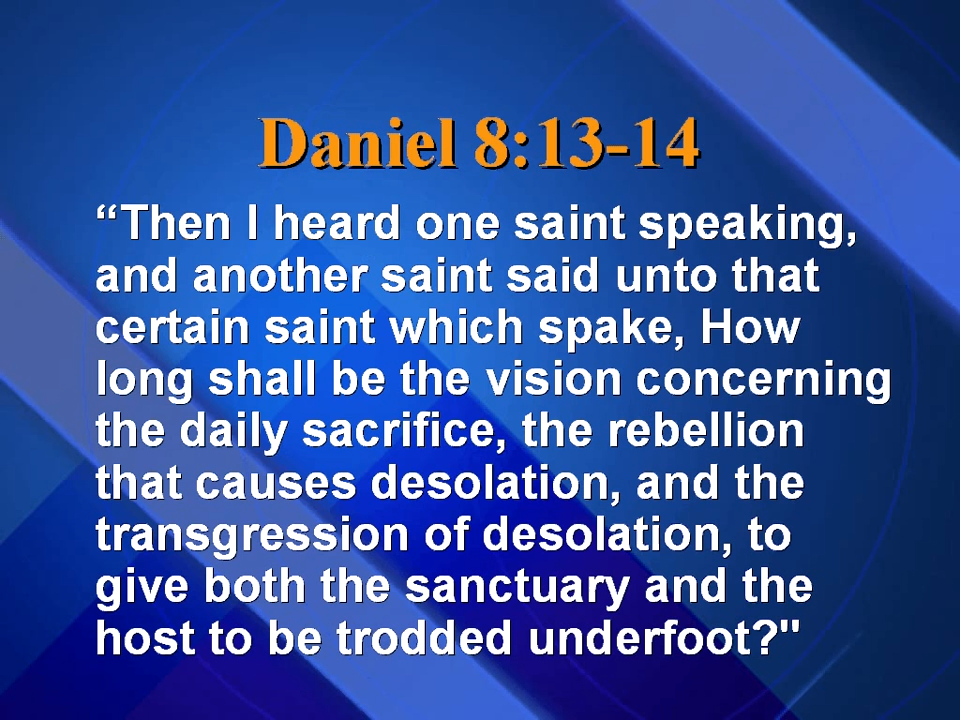 Daniel 8:13-14
“Then I heard one saint speaking,
and another saint said unto that
certain saint which spake, How
long shall be the vision concerning
the daily sacrifice, the rebellion
that causes desolation, and the
transgression of desolation, to
give both the sanctuary and the
host to be trodded underfoot?"